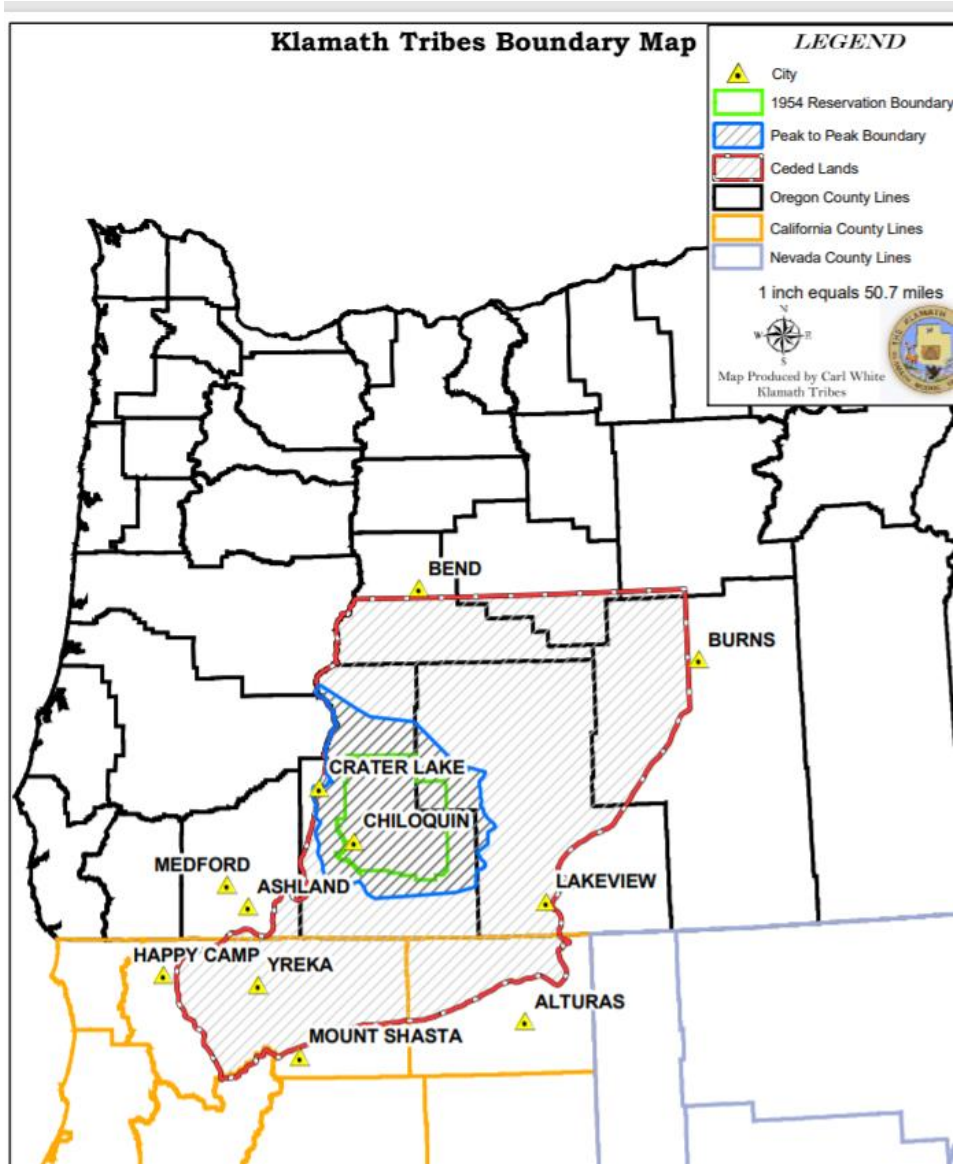 Klamath Tribes Boundary Map
LEGEND
City
1954 Reservation Boundary
Peak to Peak Boundary
Ceded Lands
Oregon County Lines
California County Lines
Nevada County Lines
1 inch equals 50.7 miles
N
W E
S
Map Produced by Carl White
Klamath Tribes
THE KLAMATH
BEND
BURNS
CRATER LAKE
CHILOQUIN
MEDFORD
ASHLAND
LAKEVIEW
HAPPY CAMP
YREKA
ALTURAS
MOUNT SHASTA